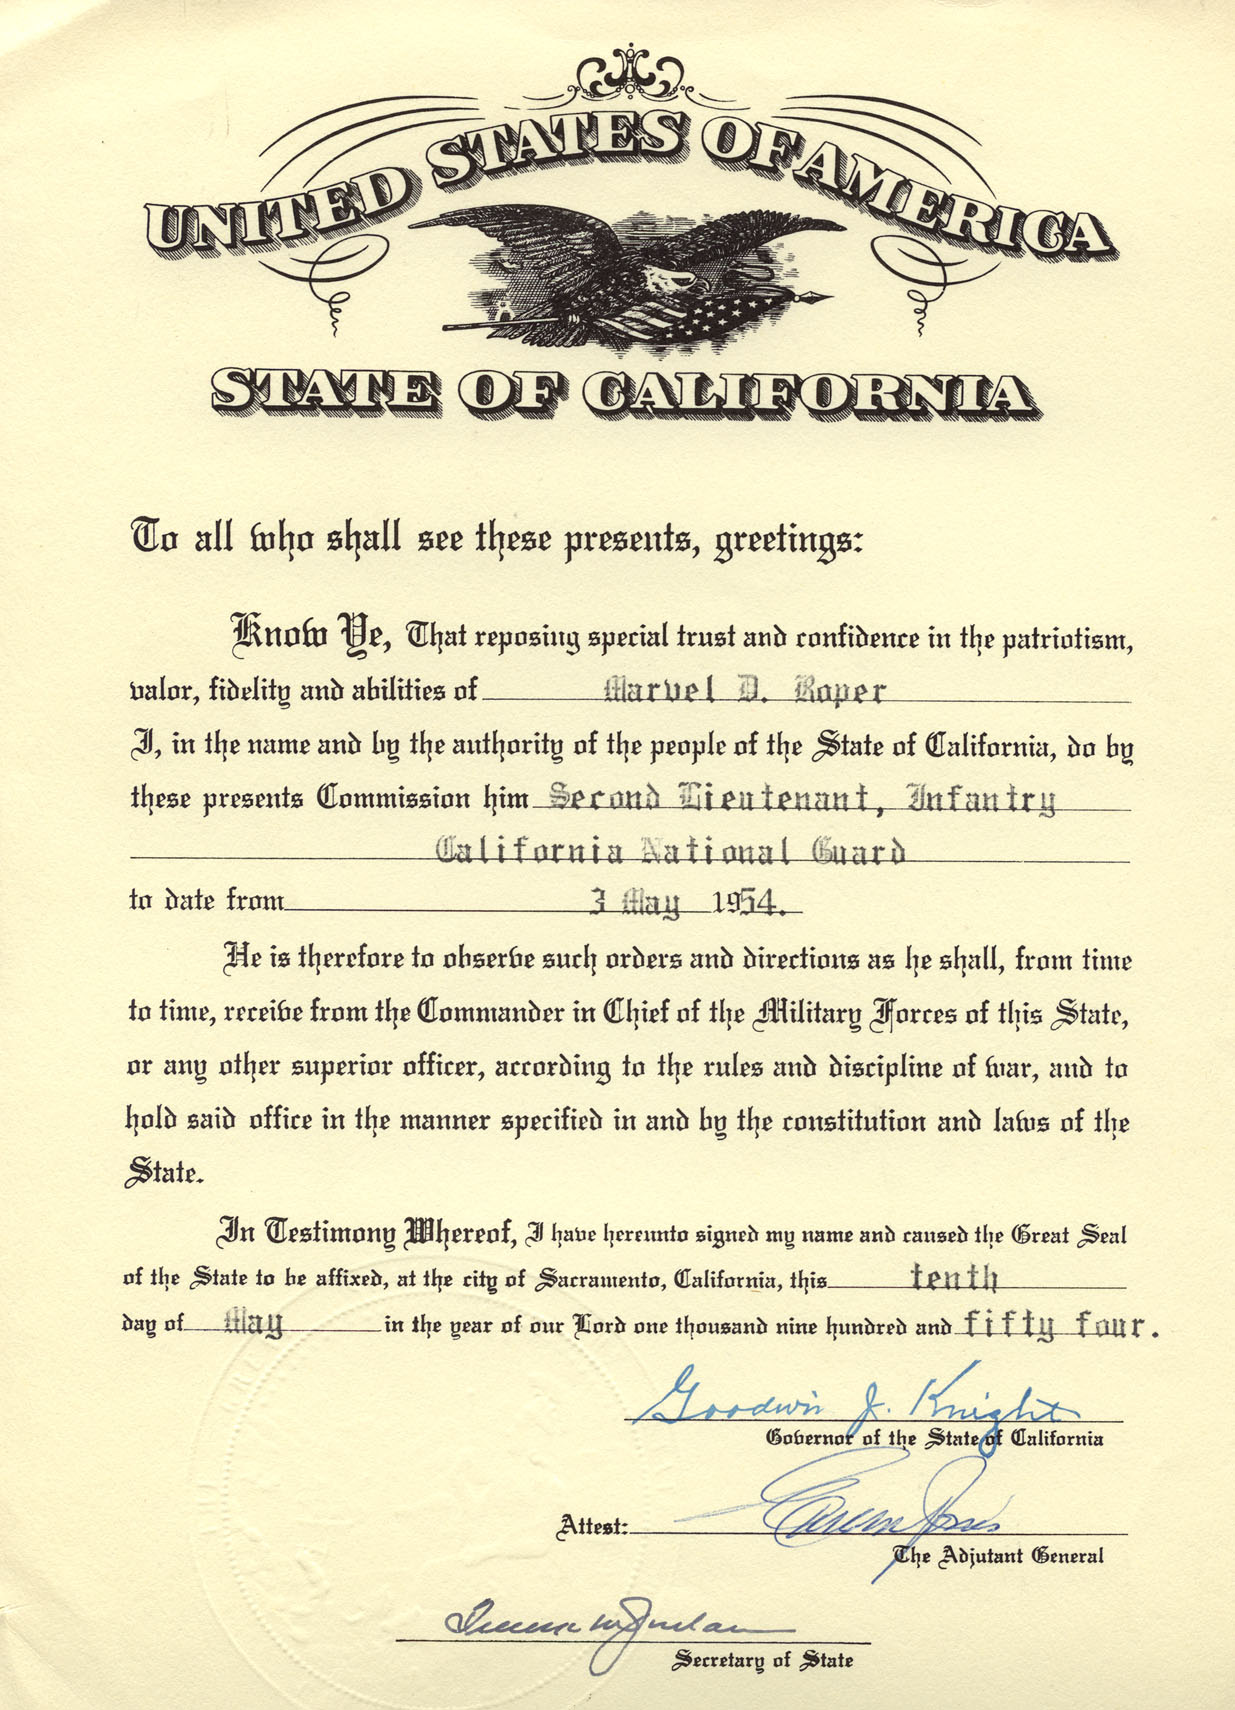 UNITED STATES OF AMERICA
STATE OF CALIFORNIA
To all who shall see these presents, greetings:
Know Ye, That reposing special trust and confidence in the patriotism,
valor, fidelity and abilities of Marvel D. Roper
I, in the name and by the authority of the people of the State of California, do by
these presents Commission him Second Lieutenant, Infantry
California National Guard
to date from 3 May 1954.
He is therefore to observe such orders and directions as he shall, from time
to time, receive from the Commander in Chief of the Military Forces of this State,
or any other superior officer, according to the rules and discipline of war, and to
hold said office in the manner specified in and by the constitution and laws of the
State.
In Testimony Whereof, I have hereunto signed my name and caused the Great Seal
of the State to be affixed, at the city of Sacramento, California, this tenth
day of May in the year of our Lord one thousand nine hundred and fifty four.
Goodwin J. Knight
Governor of the State of California
Attest:
The Adjutant General
Secretary of State